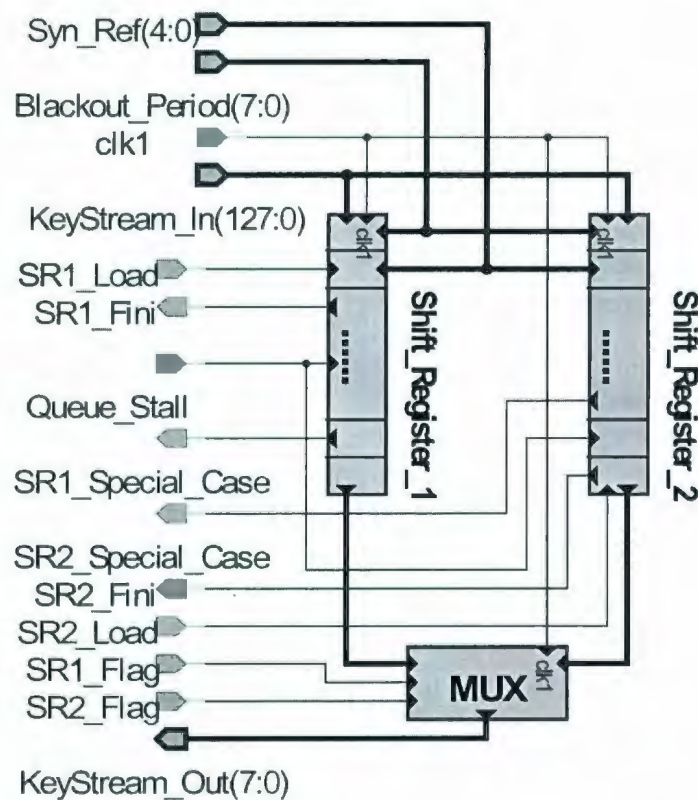 Syn_Ref(4:0)
Blackout_Period(7:0)
clk1
KeyStream_In(127:0)
clk1
clk1
SR1_Load
SR1_Fini
Shift_Register_1
Shift_Register_2
Queue_Stall
SR1_Special_Case
SR2_Special_Case
SR2_Fini
SR2_Load
SR1_Flag
SR2_Flag
MUX
clk1
KeyStream_Out(7:0)